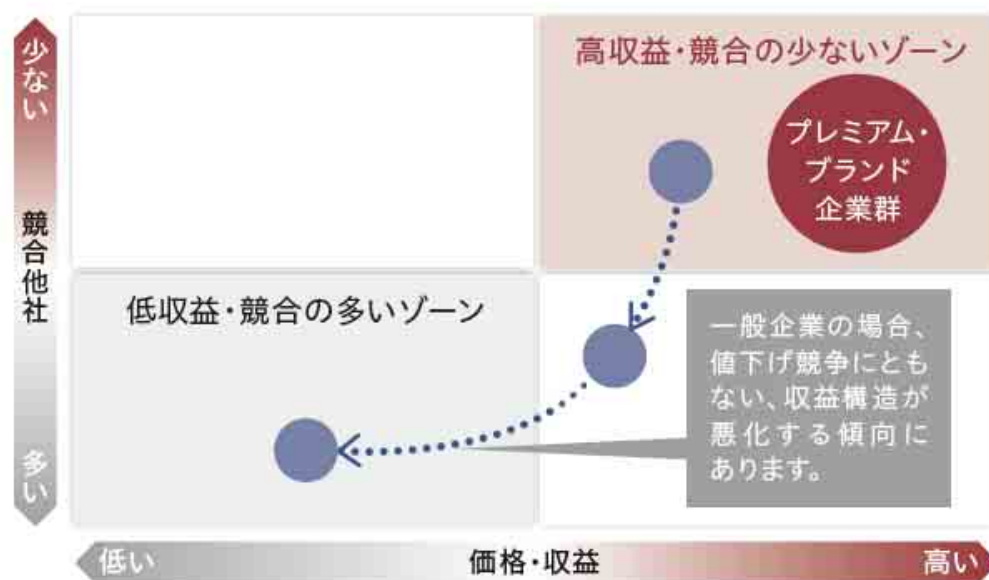 少ない
競合他社
多い
高収益・競合の少ないゾーン
プレミアム・
ブランド
企業群
低収益・競合の多いゾーン
一般企業の場合、
値下げ競争にとも
ない、収益構造が
悪化する傾向に
あります。
低い
価格・収益
高い